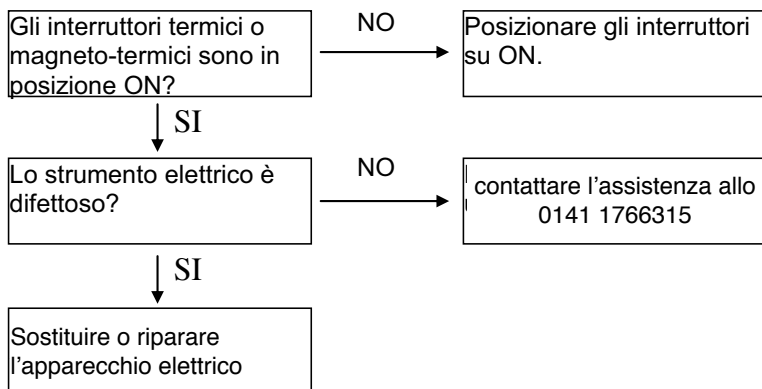 Gli interruttori termici o
magneto-termici sono in
posizione ON?
NO
Posizionare gli interruttori
su ON.
SI
Lo strumento elettrico è
difettoso?
NO
contattare l'assistenza allo
0141 1766315
SI
Sostituire o riparare
l'apparecchio elettrico